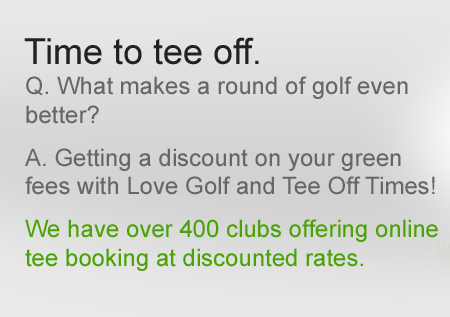 Time to tee off.
Q. What makes a round of golf even
better?
A. Getting a discount on your green
fees with Love Golf and Tee Off Times!
We have over 400 clubs offering online
tee booking at discounted rates.